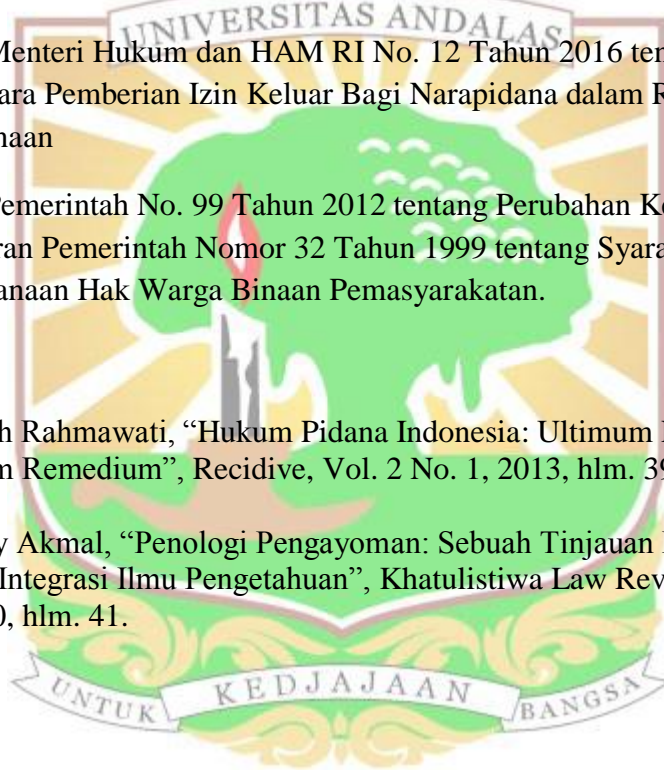 UNIVERSITAS ANDALAS
Menteri Hukum dan HAM RI No. 12 Tahun 2016 ten
ara Pemberian Izin Keluar Bagi Narapidana dalam R
naan
Pemerintah No. 99 Tahun 2012 tentang Perubahan Ke
ran Pemerintah Nomor 32 Tahun 1999 tentang Syara
anaan Hak Warga Binaan Pemasyarakatan.
h Rahmawati, “Hukum Pidana Indonesia: Ultimum
m Remedium”, Recidive, Vol. 2 No. 1, 2013, hlm. 39
y Akmal, “Penologi Pengayoman: Sebuah Tinjauan
Integrasi Ilmu Pengetahuan”, Khatulistiwa Law Rev
0, hlm. 41.
UNTUK KEDJAJAAN BANGSA